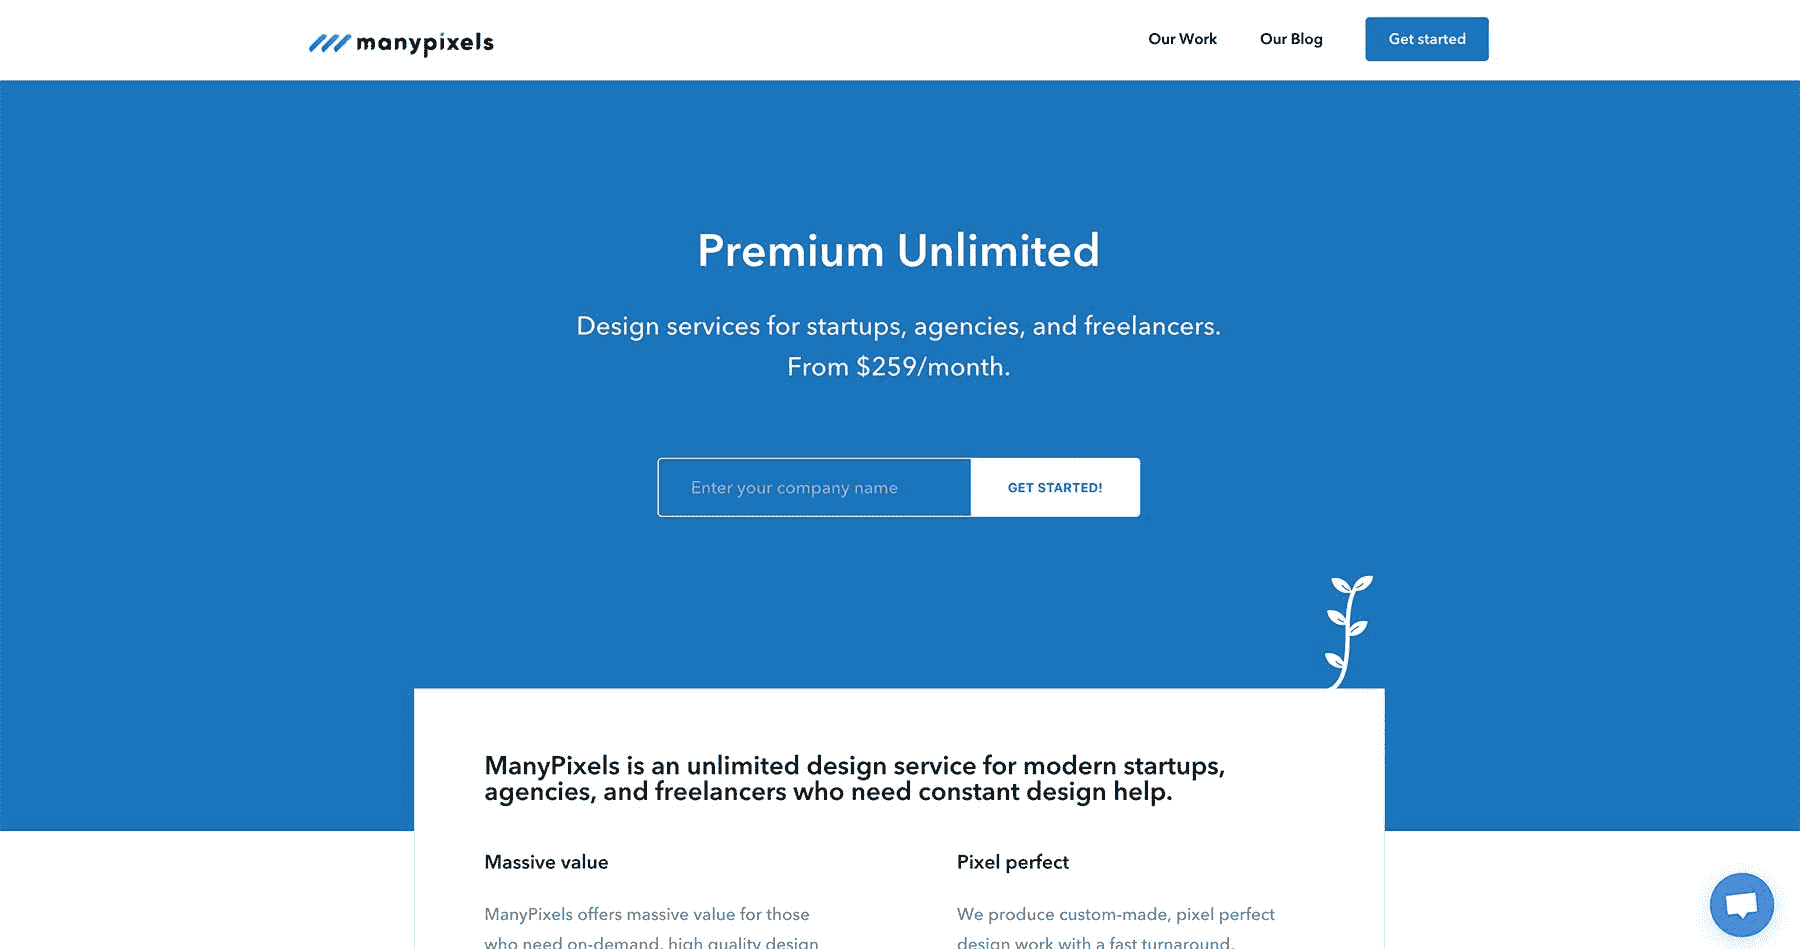 manypixels
Our Work
Our Blog
Get started
Premium Unlimited
Design services for startups, agencies, and freelancers.
From $259/month.
Enter your company name
GET STARTED!
ManyPixels is an unlimited design service for modern startups,
agencies, and freelancers who need constant design help.
Massive value
ManyPixels offers massive value for those
who need on-demand, high quality design
Pixel perfect
We produce custom-made, pixel perfect
design work with a fast turnaround.